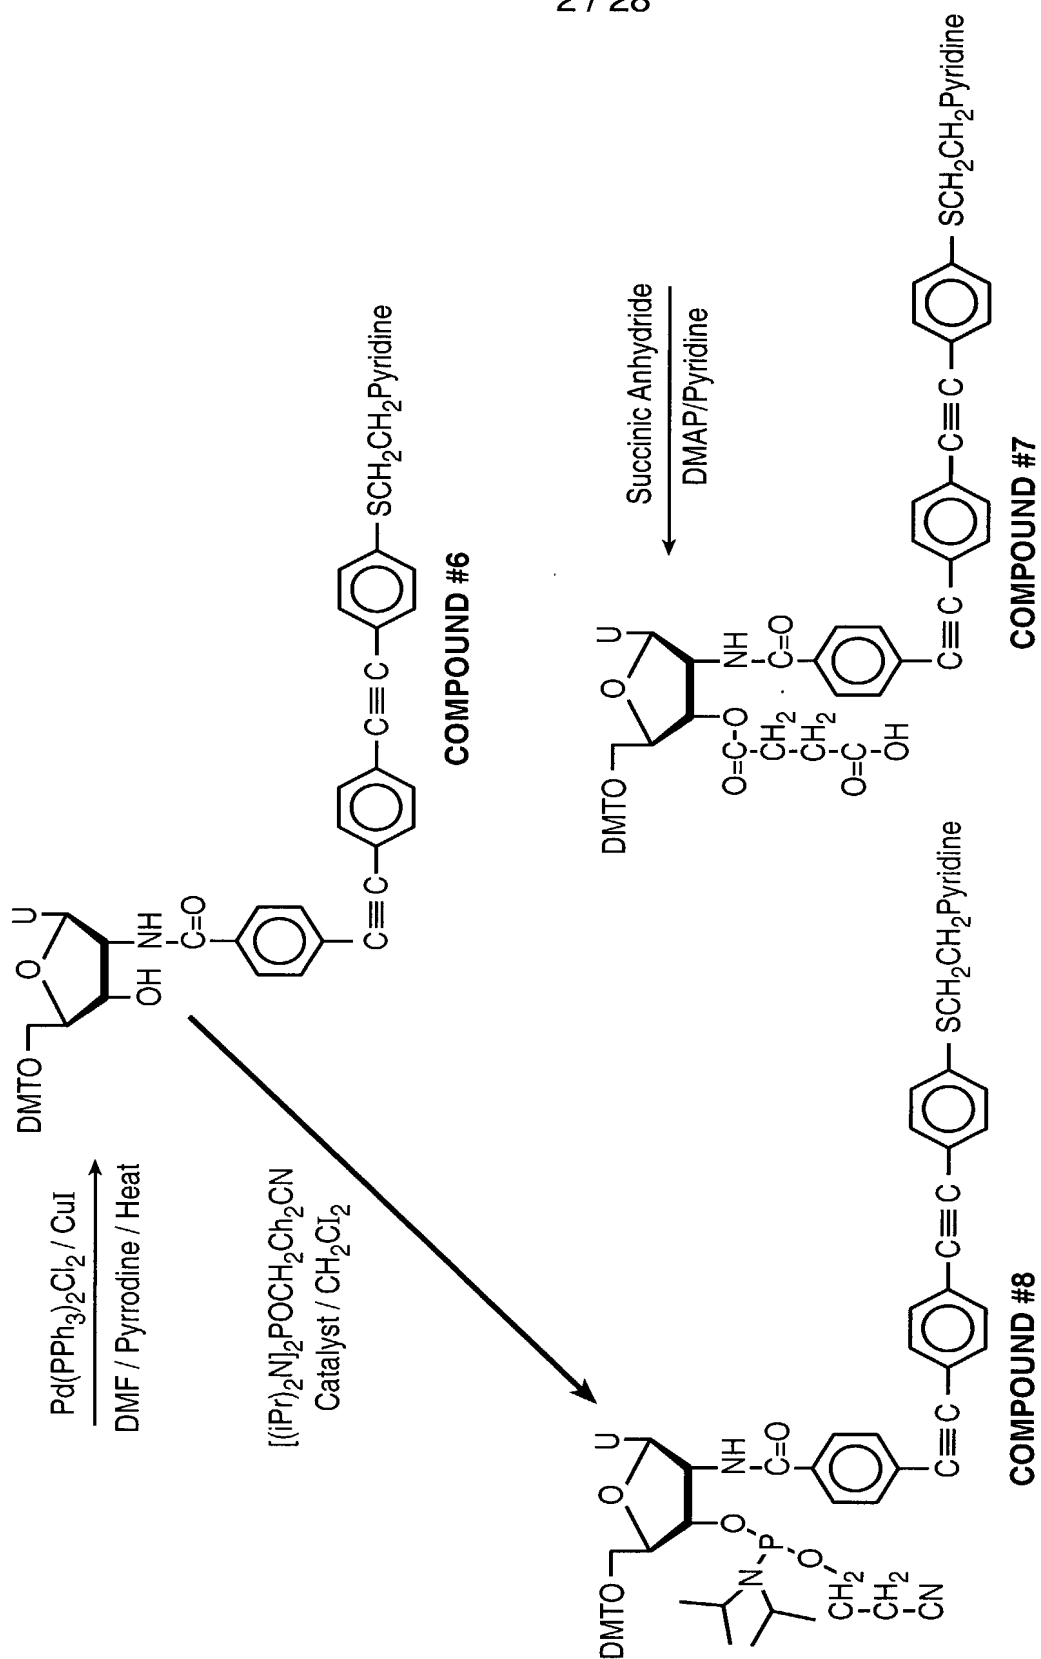 2 / 28
Pd(PPh3)2Cl2 / CuI
DMF / Pyrrodine / Heat
DMTO
O
U
OH
NH
C=O
C≡C
C≡C
SCH2CH2Pyridine
COMPOUND #6
[(iPr)2N]2POCH2Ch2CN
Catalyst / CH2Cl2
Succinic Anhydride
DMAP/Pyridine
DMTO
O
U
O
P
N
O
CH2
CH2
CN
NH
C=O
C≡C
C≡C
SCH2CH2Pyridine
COMPOUND #8
DMTO
O
U
O
O=C-CH2
CH2
O=C-OH
NH
C=O
C≡C
C≡C
SCH2CH2Pyridine
COMPOUND #7